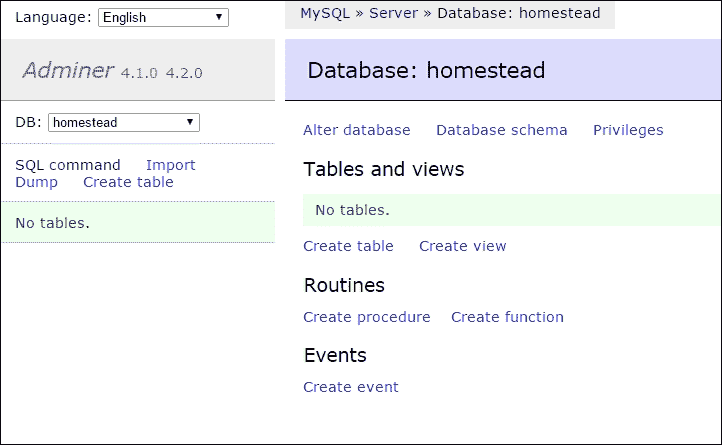 Language: English
Adminer 4.1.0 4.2.0
DB: homestead
SQL command Import
Dump Create table
No tables.
MySQL » Server » Database: homestead
Database: homestead
Alter database Database schema Privileges
Tables and views
No tables.
Create table Create view
Routines
Create procedure Create function
Events
Create event